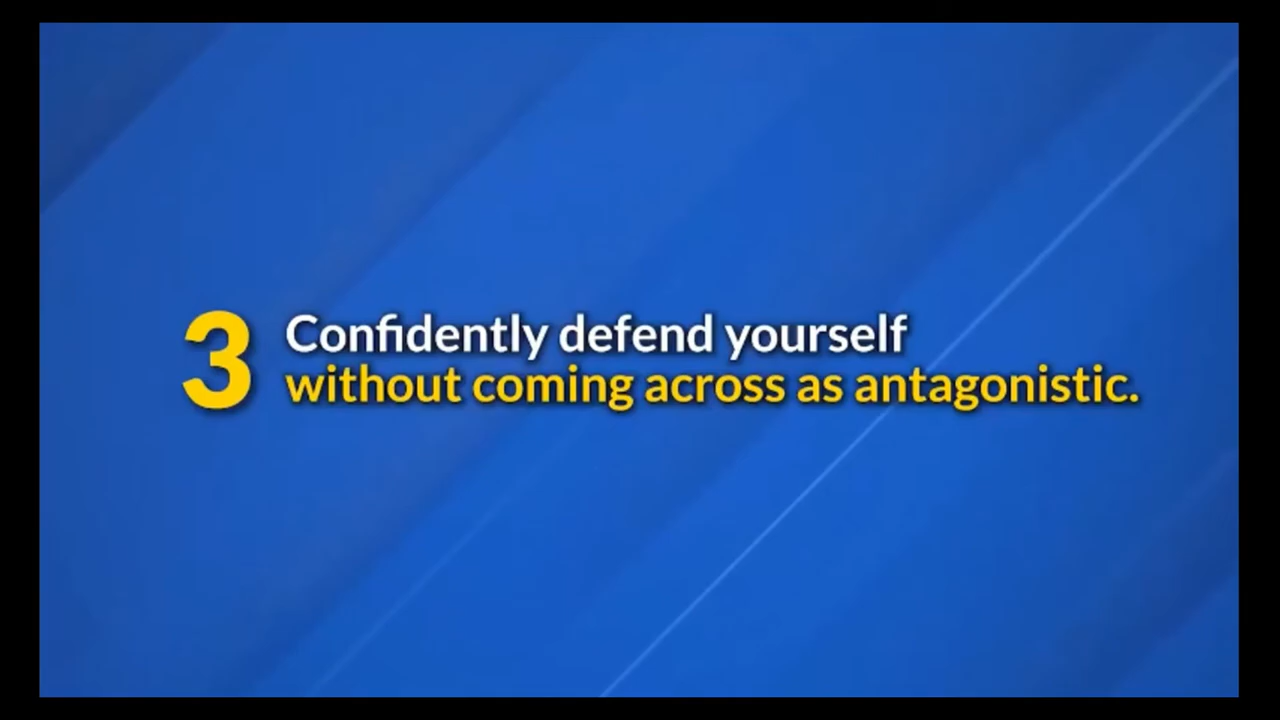 3 Confidently defend yourself
without coming across as antagonistic.